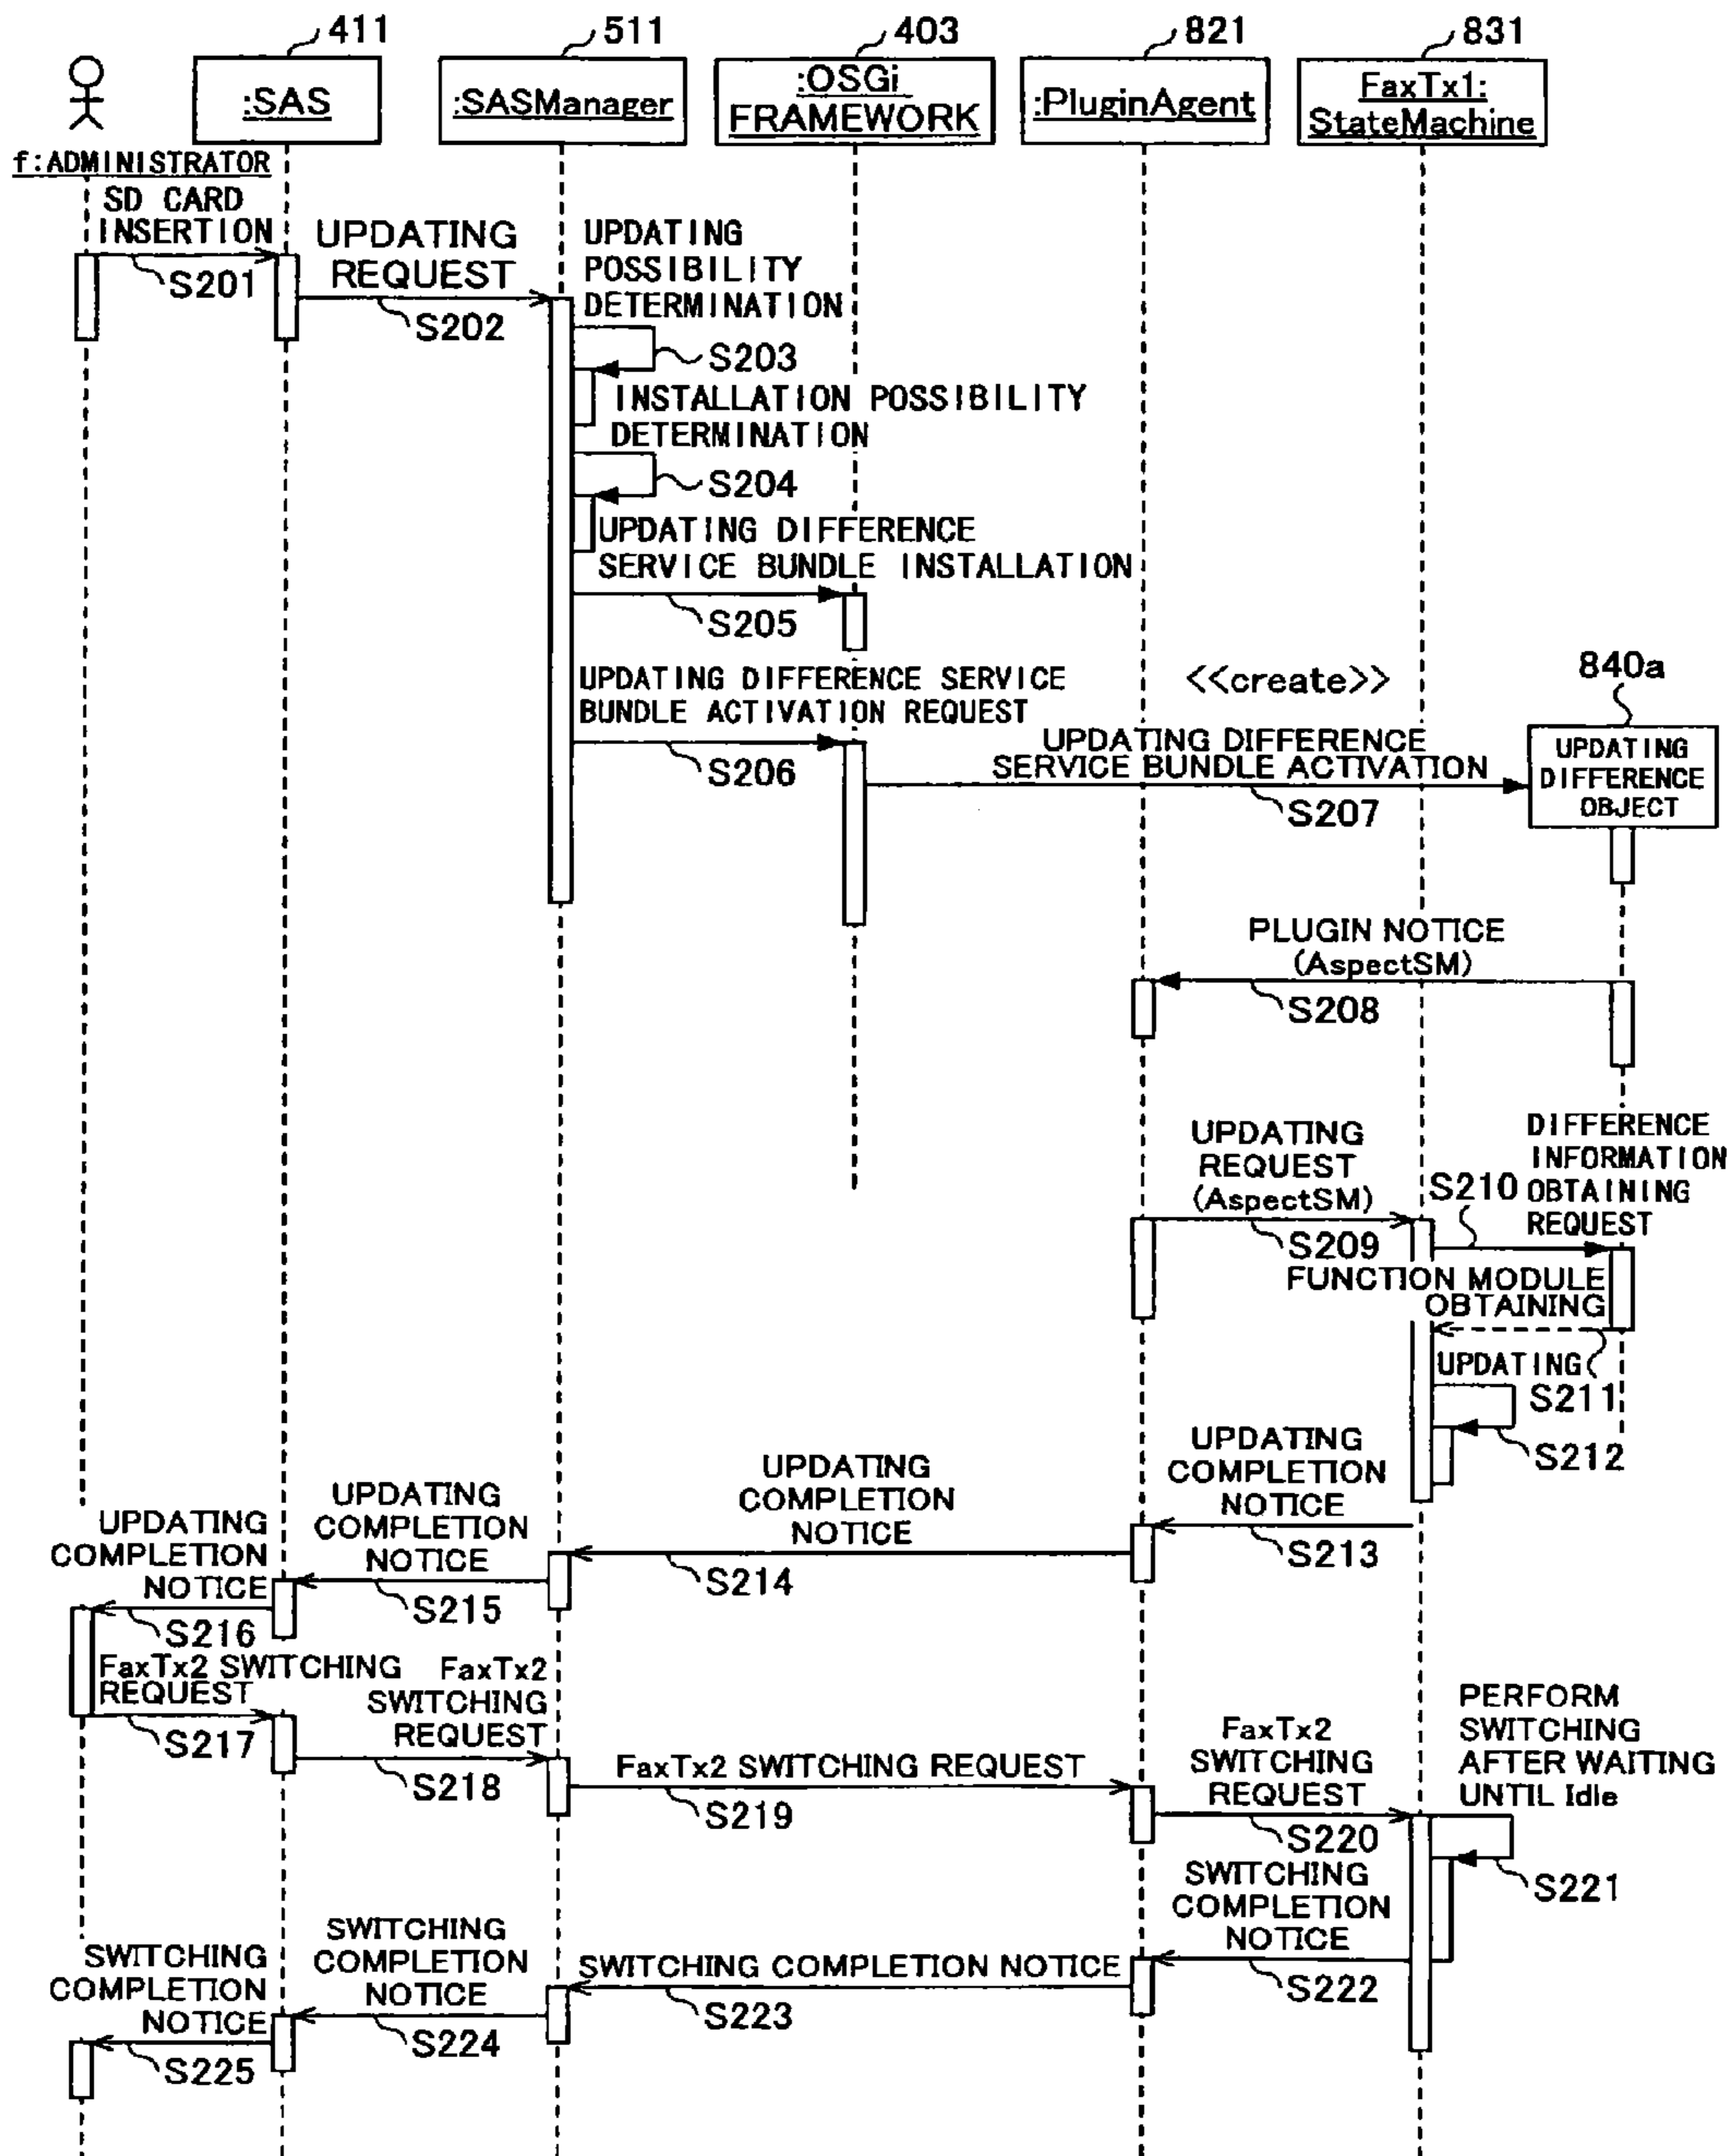 411
511
403
821
831
:SAS
:SASManager
:OSGi
FRAMEWORK
:PluginAgent
FaxTx1:
StateMachine
f:ADMINISTRATOR
SD CARD
INSERTION
S201
UPDATING
REQUEST
S202
UPDATING
POSSIBILITY
DETERMINATION
S203
INSTALLATION POSSIBILITY
DETERMINATION
S204
UPDATING DIFFERENCE
SERVICE BUNDLE INSTALLATION
S205
UPDATING DIFFERENCE SERVICE
BUNDLE ACTIVATION REQUEST
S206
<<create>>
UPDATING DIFFERENCE
SERVICE BUNDLE ACTIVATION
S207
840a
UPDATING
DIFFERENCE
OBJECT
PLUGIN NOTICE
(AspectSM)
S208
UPDATING
REQUEST
(AspectSM)
S209
DIFFERENCE
INFORMATION
OBTAINING
REQUEST
S210
FUNCTION MODULE
OBTAINING
S211
UPDATING
S212
UPDATING
COMPLETION
NOTICE
S213
UPDATING
COMPLETION
NOTICE
S214
UPDATING
COMPLETION
NOTICE
S215
UPDATING
COMPLETION
NOTICE
S216
FaxTx2 SWITCHING
REQUEST
S217
FaxTx2
SWITCHING
REQUEST
S218
FaxTx2 SWITCHING REQUEST
S219
FaxTx2
SWITCHING
REQUEST
S220
PERFORM
SWITCHING
AFTER WAITING
UNTIL Idle
S221
SWITCHING
COMPLETION
NOTICE
S222
SWITCHING COMPLETION NOTICE
S223
SWITCHING
COMPLETION
NOTICE
S224
SWITCHING
COMPLETION
NOTICE
S225